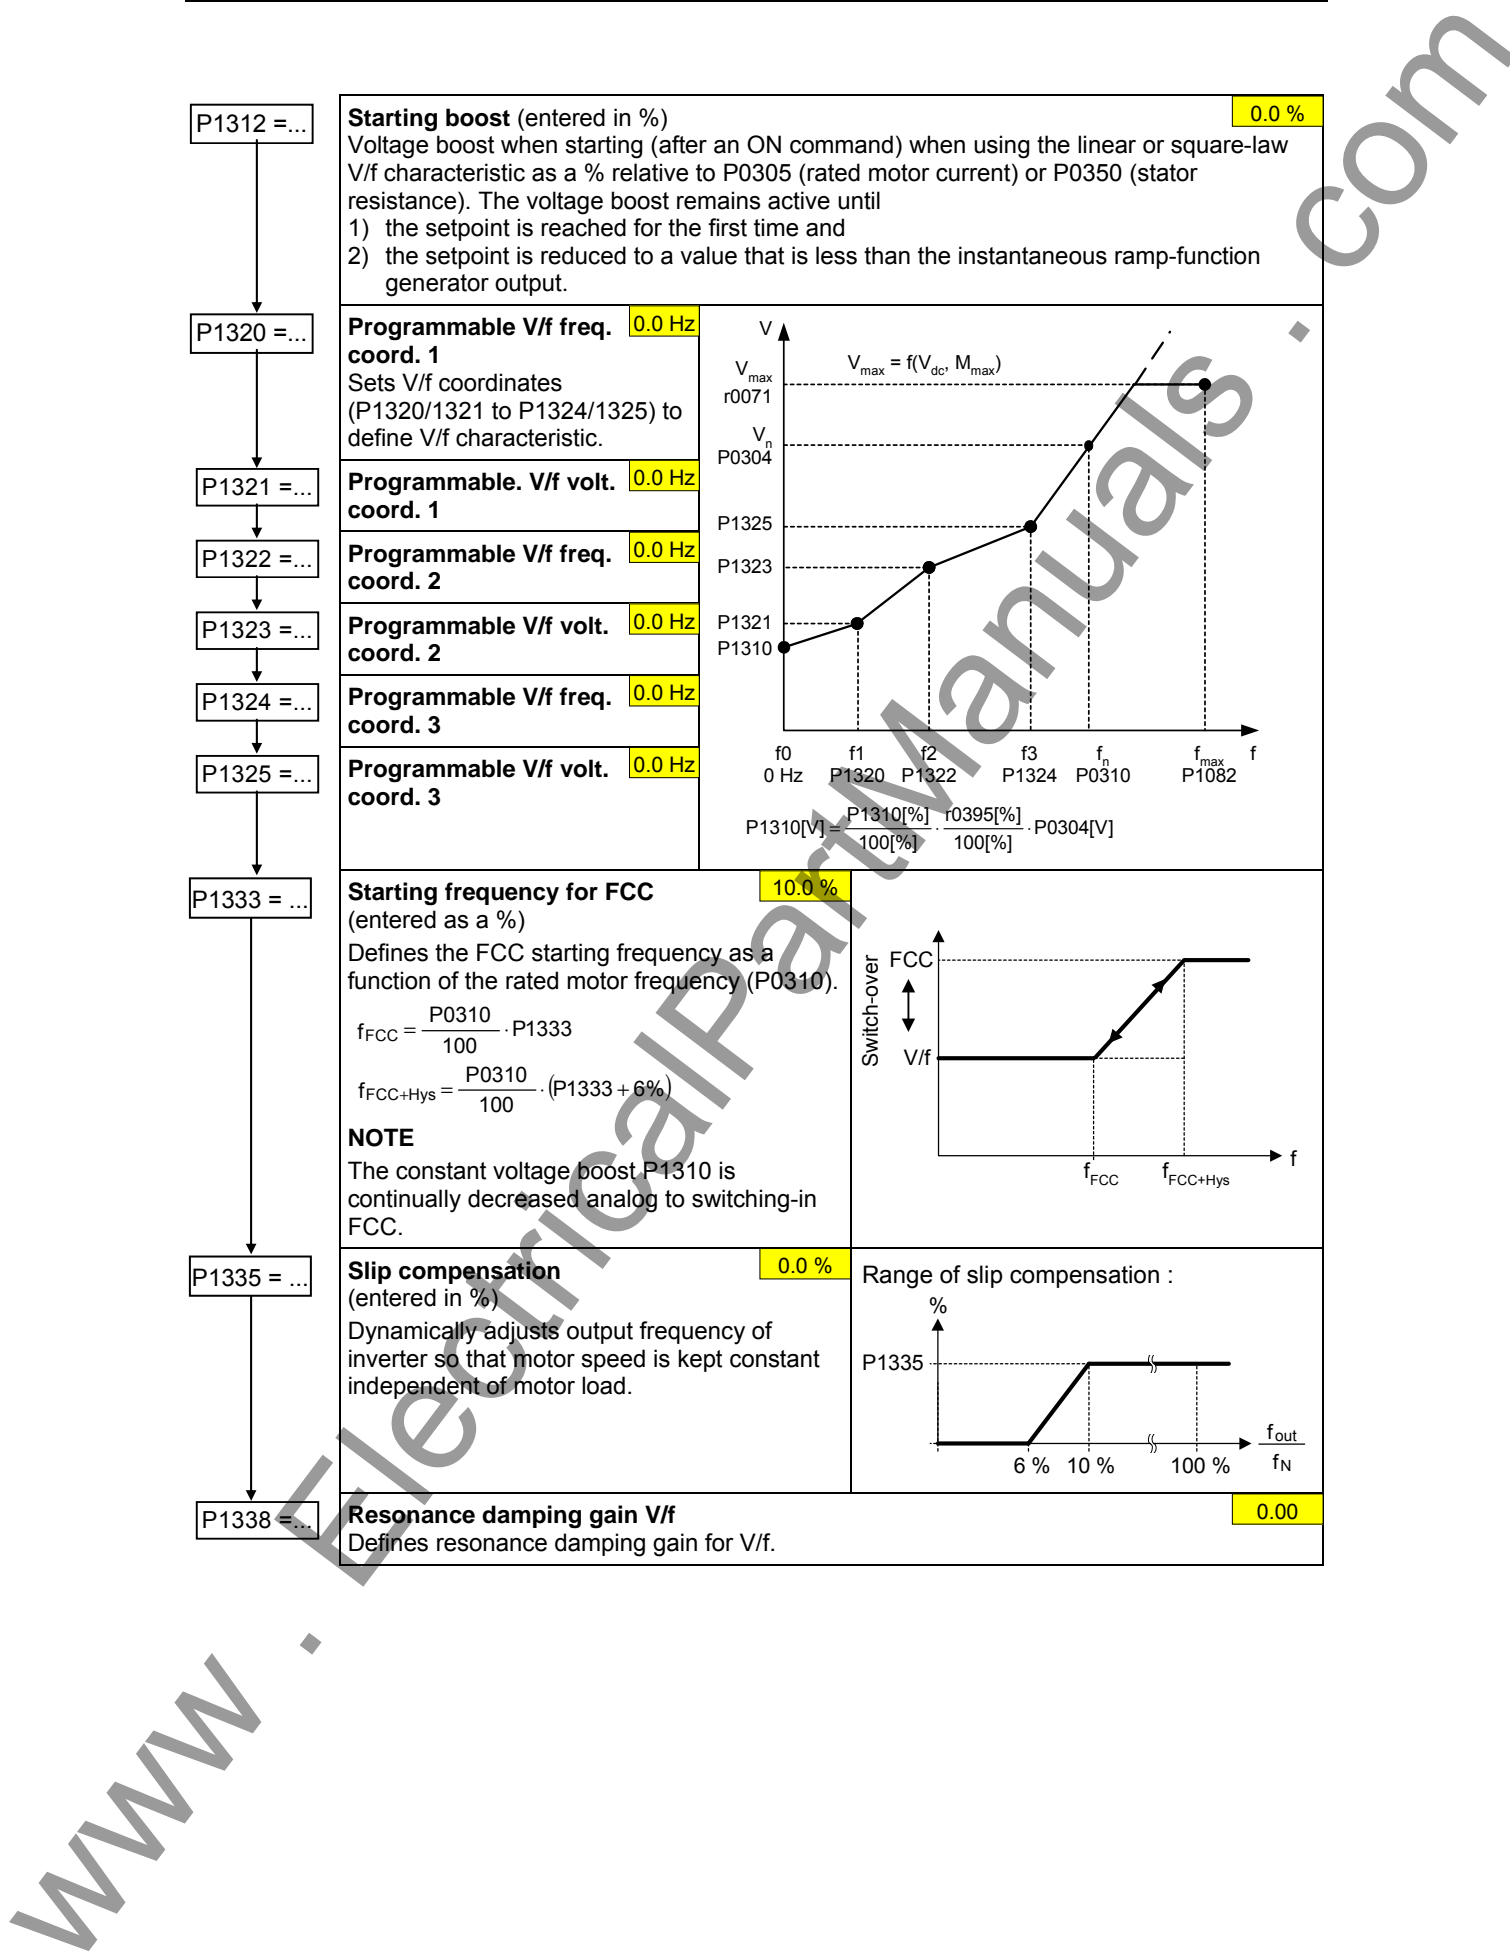 P1312 =...
Starting boost (entered in %)
0.0 %
Voltage boost when starting (after an ON command) when using the linear or square-law
V/f characteristic as a % relative to P0305 (rated motor current) or P0350 (stator
resistance). The voltage boost remains active until
1) the setpoint is reached for the first time and
2) the setpoint is reduced to a value that is less than the instantaneous ramp-function
generator output.
P1320 =...
Programmable V/f freq.
coord. 1
0.0 Hz
Sets V/f coordinates
(P1320/1321 to P1324/1325) to
define V/f characteristic.
P1321 =...
Programmable. V/f volt.
coord. 1
0.0 Hz
P1322 =...
Programmable V/f freq.
coord. 2
0.0 Hz
P1323 =...
Programmable V/f volt.
coord. 2
0.0 Hz
P1324 =...
Programmable V/f freq.
coord. 3
0.0 Hz
P1325 =...
Programmable V/f volt.
coord. 3
0.0 Hz
V
Vmax
r0071
Vmax = f(Vdc, Mmax)
Vn
P0304
P1325
P1323
P1321
P1310
f0 f1 f2 f3 fn fmax f
0 Hz P1320 P1322 P1324 P0310 P1082
P1310[V] = P1310[%] / 100[%] · r0395[%] / 100[%] · P0304[V]
P1333 = ...
Starting frequency for FCC
10.0 %
(entered as a %)
Defines the FCC starting frequency as a
function of the rated motor frequency (P0310).
fFCC = P0310 / 100 · P1333
fFCC+Hys = P0310 / 100 · (P1333 + 6%)
NOTE
The constant voltage boost P1310 is
continually decreased analog to switching-in
FCC.
Switch-over
FCC
V/f
f
fFCC
fFCC+Hys
P1335 = ...
Slip compensation
0.0 %
(entered in %)
Dynamically adjusts output frequency of
inverter so that motor speed is kept constant
independent of motor load.
Range of slip compensation :
%
P1335
6 % 10 % 100 %
fout / fN
P1338 =...
Resonance damping gain V/f
0.00
Defines resonance damping gain for V/f.
www . ElectricalPartManuals . com